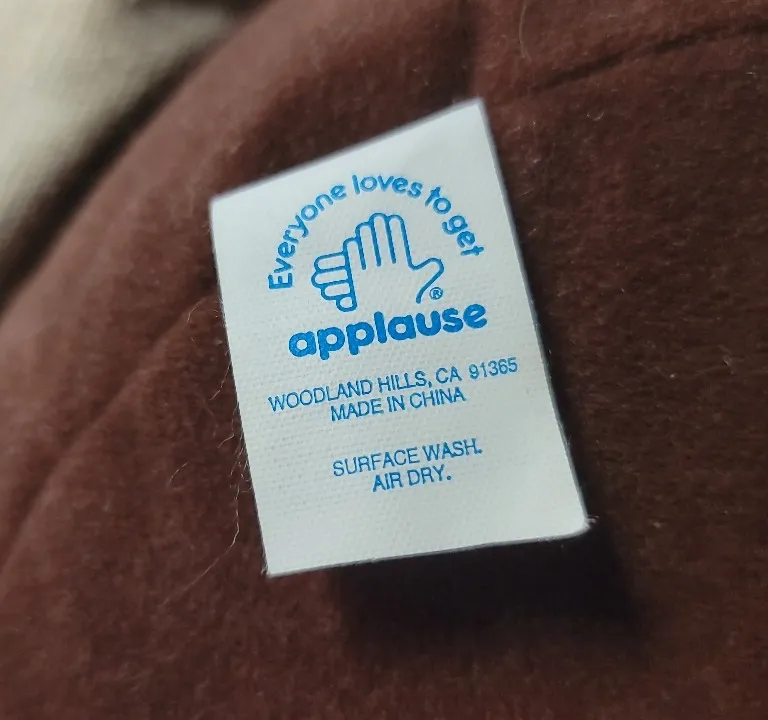 Everyone loves to get
®
applause
WOODLAND HILLS, CA 91365
MADE IN CHINA
SURFACE WASH.
AIR DRY.